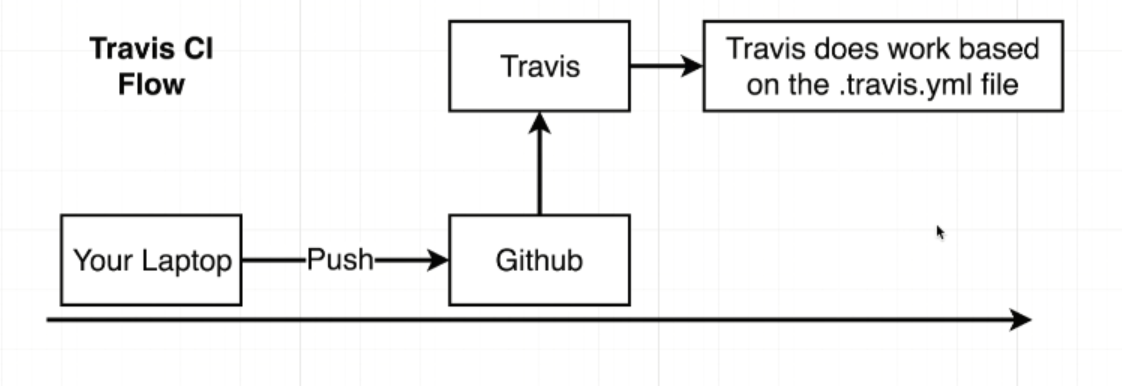 Travis CI
Flow
Travis
Travis does work based
on the .travis.yml file
Your Laptop
Push
Github